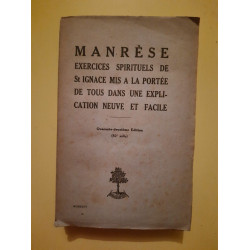 MANRÈSE
EXERCICES SPIRITUELS DE
St IGNACE MIS A LA PORTÉE
DE TOUS DANS UNE EXPLI-
CATION NEUVE ET FACILE